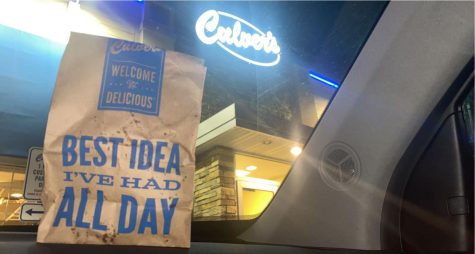 Culver's
WELCOME
TO
DELICIOUS
BEST IDEA
I'VE HAD
ALL DAY
Culver's